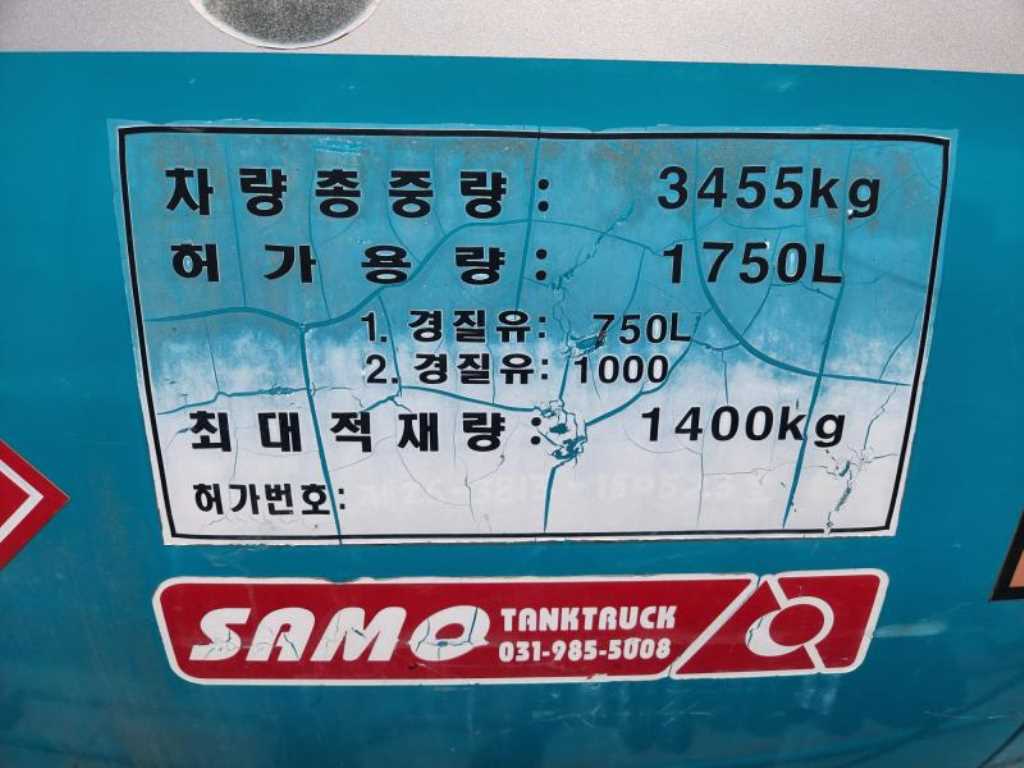 차량총중량: 3455kg
허가용량: 1750L
1. 경질유: 750L
2. 경질유: 1000
최대적재량: 1400kg
허가번호:
SAMO TANKTRUCK
031-985-5008